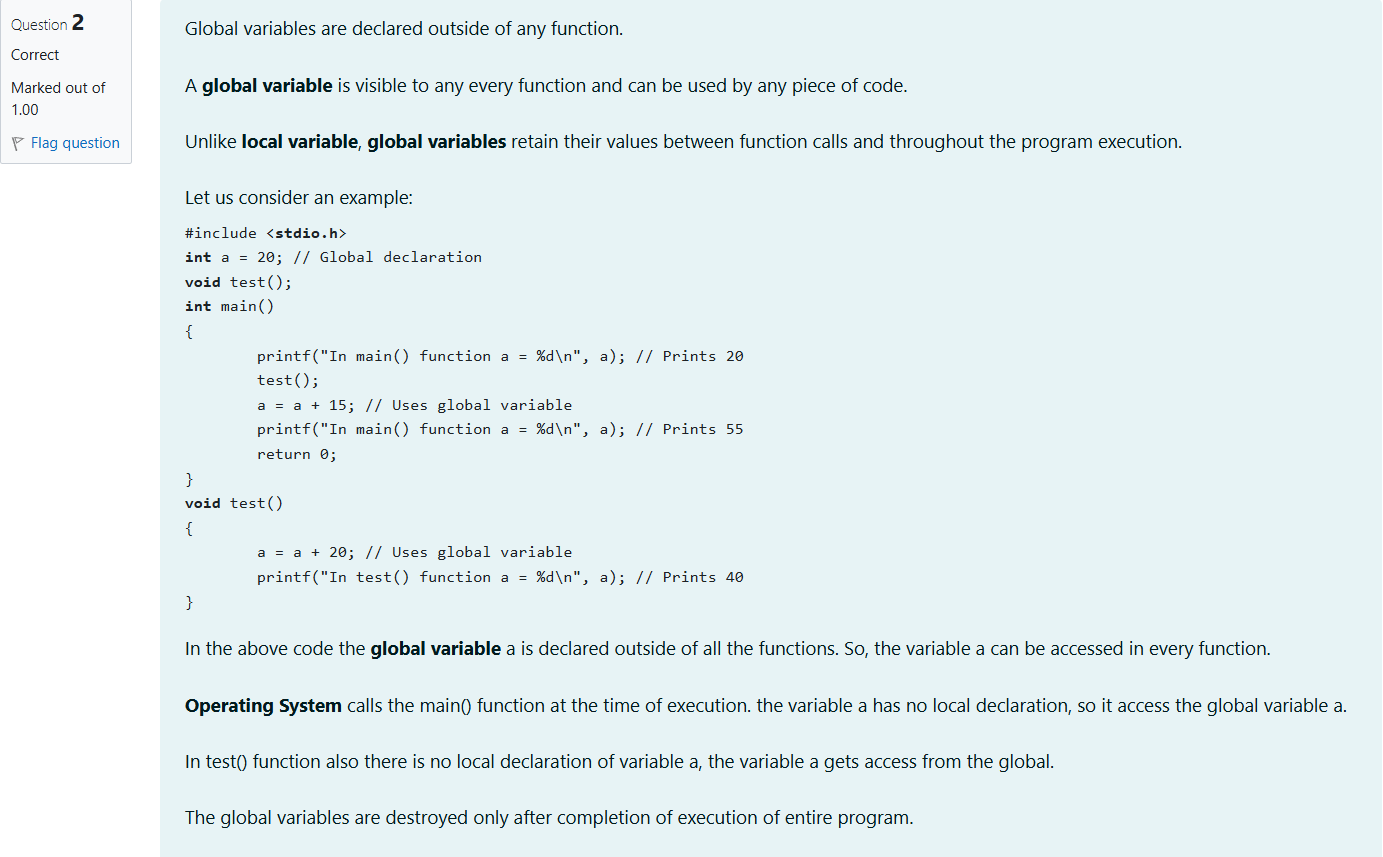 Question 2
Correct
Marked out of
1.00
Flag question
Global variables are declared outside of any function.
A global variable is visible to any every function and can be used by any piece of code.
Unlike local variable, global variables retain their values between function calls and throughout the program execution.
Let us consider an example:
#include <stdio.h>
int a = 20; // Global declaration
void test();
int main()
{
        printf("In main() function a = %d\n", a); // Prints 20
        test();
        a = a + 15; // Uses global variable
        printf("In main() function a = %d\n", a); // Prints 55
        return 0;
}
void test()
{
        a = a + 20; // Uses global variable
        printf("In test() function a = %d\n", a); // Prints 40
}
In the above code the global variable a is declared outside of all the functions. So, the variable a can be accessed in every function.
Operating System calls the main() function at the time of execution. the variable a has no local declaration, so it access the global variable a.
In test() function also there is no local declaration of variable a, the variable a gets access from the global.
The global variables are destroyed only after completion of execution of entire program.